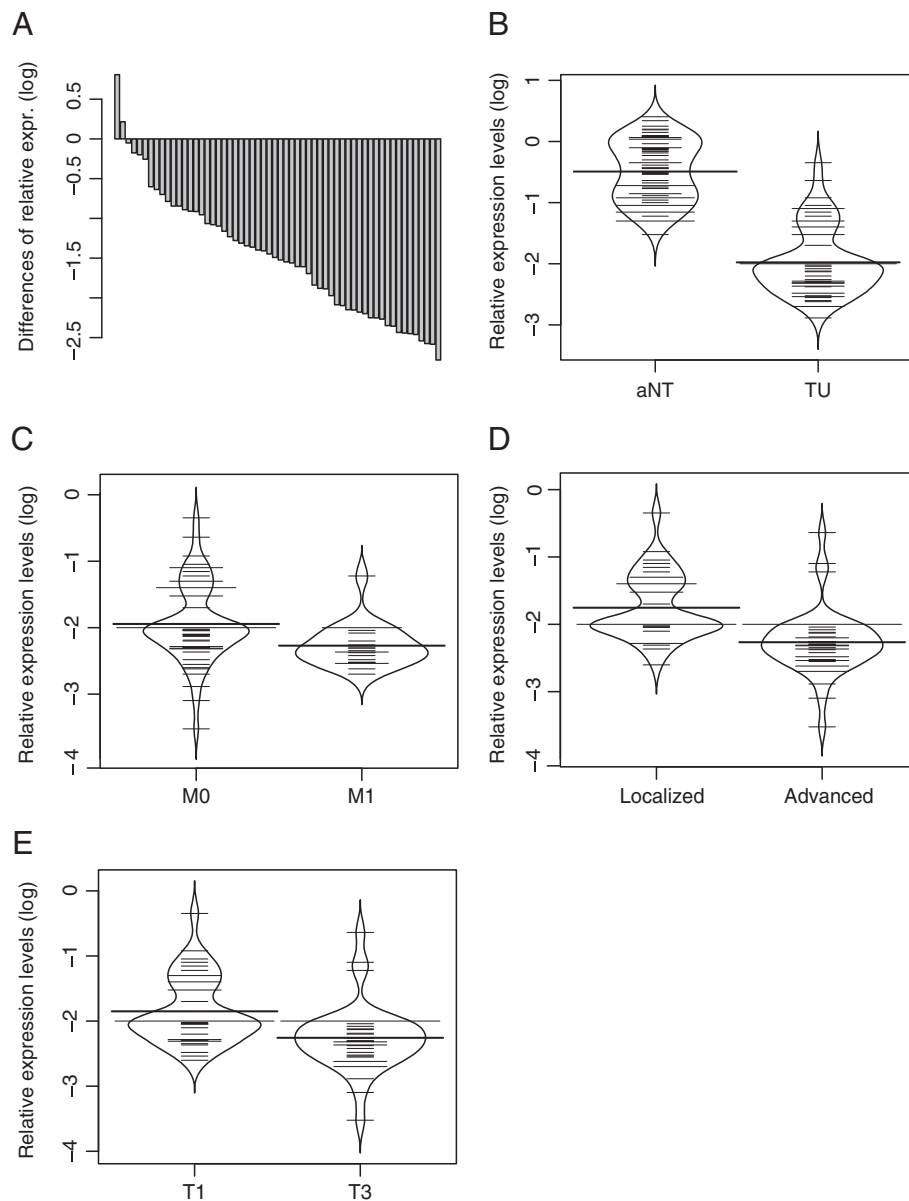 A
Differences of relative expr. (log)
0.5
−0.5
−1.5
−2.5
B
Relative expression levels (log)
1
0
−1
−2
−3
aNT
TU
C
Relative expression levels (log)
0
−1
−2
−3
−4
M0
M1
D
Relative expression levels (log)
0
−1
−2
−3
−4
Localized
Advanced
E
Relative expression levels (log)
0
−1
−2
−3
−4
T1
T3